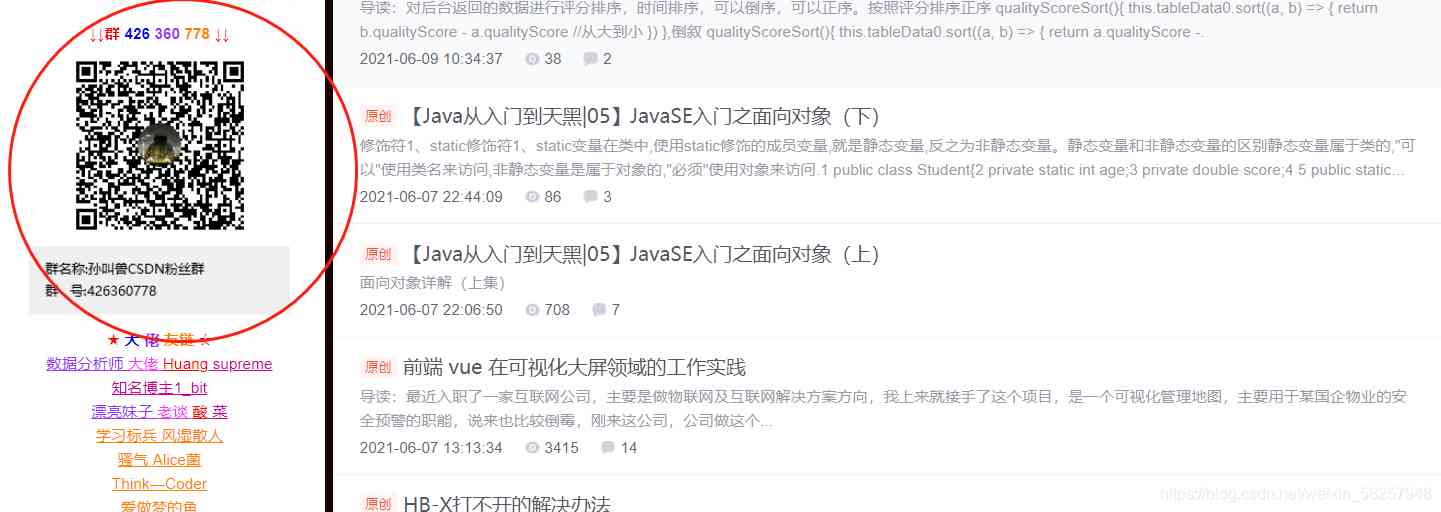 ↓↓群 426 360 778 ↓↓
群名称:孙叫兽CSDN粉丝群
群 号:426360778
★ 大 佬 友链 ☆
数据分析师 大佬 Huang supreme
知名博主1_bit
漂亮妹子 老谈 酸 菜
学习标兵 风湿散人
骚气 Alice菌
Think—Coder
爱做梦的鱼
导读：对后台返回的数据进行评分排序，时间排序，可以倒序，可以正序。按照评分排序正序 qualityScoreSort(){ this.tableData0.sort((a, b) => { return
b.qualityScore - a.qualityScore //从大到小 }) },倒叙 qualityScoreSort(){ this.tableData0.sort((a, b) => { return a.qualityScore -.
2021-06-09 10:34:37 38 2
原创 【Java从入门到天黑|05】JavaSE入门之面向对象（下）
修饰符1、static修饰符1、static变量在类中,使用static修饰的成员变量,就是静态变量,反之为非静态变量。静态变量和非静态变量的区别静态变量属于类的,"可
以"使用类名来访问,非静态变量是属于对象的,"必须"使用对象来访问.1 public class Student{2 private static int age;3 private double score;4 5 public static...
2021-06-07 22:44:09 86 3
原创 【Java从入门到天黑|05】JavaSE入门之面向对象（上）
面向对象详解（上集）
2021-06-07 22:06:50 708 7
原创 前端 vue 在可视化大屏领域的工作实践
导读：最近入职了一家互联网公司，主要是做物联网及互联网解决方案方向，我上来就接手了这个项目，是一个可视化管理地图，主要用于某国企物业的安
全预警的职能，说来也比较倒霉，刚来这公司，公司做这个...
2021-06-07 13:13:34 3415 14
原创 HB-X打不开的解决办法
https://blog.csdn.net/weixin_58257948